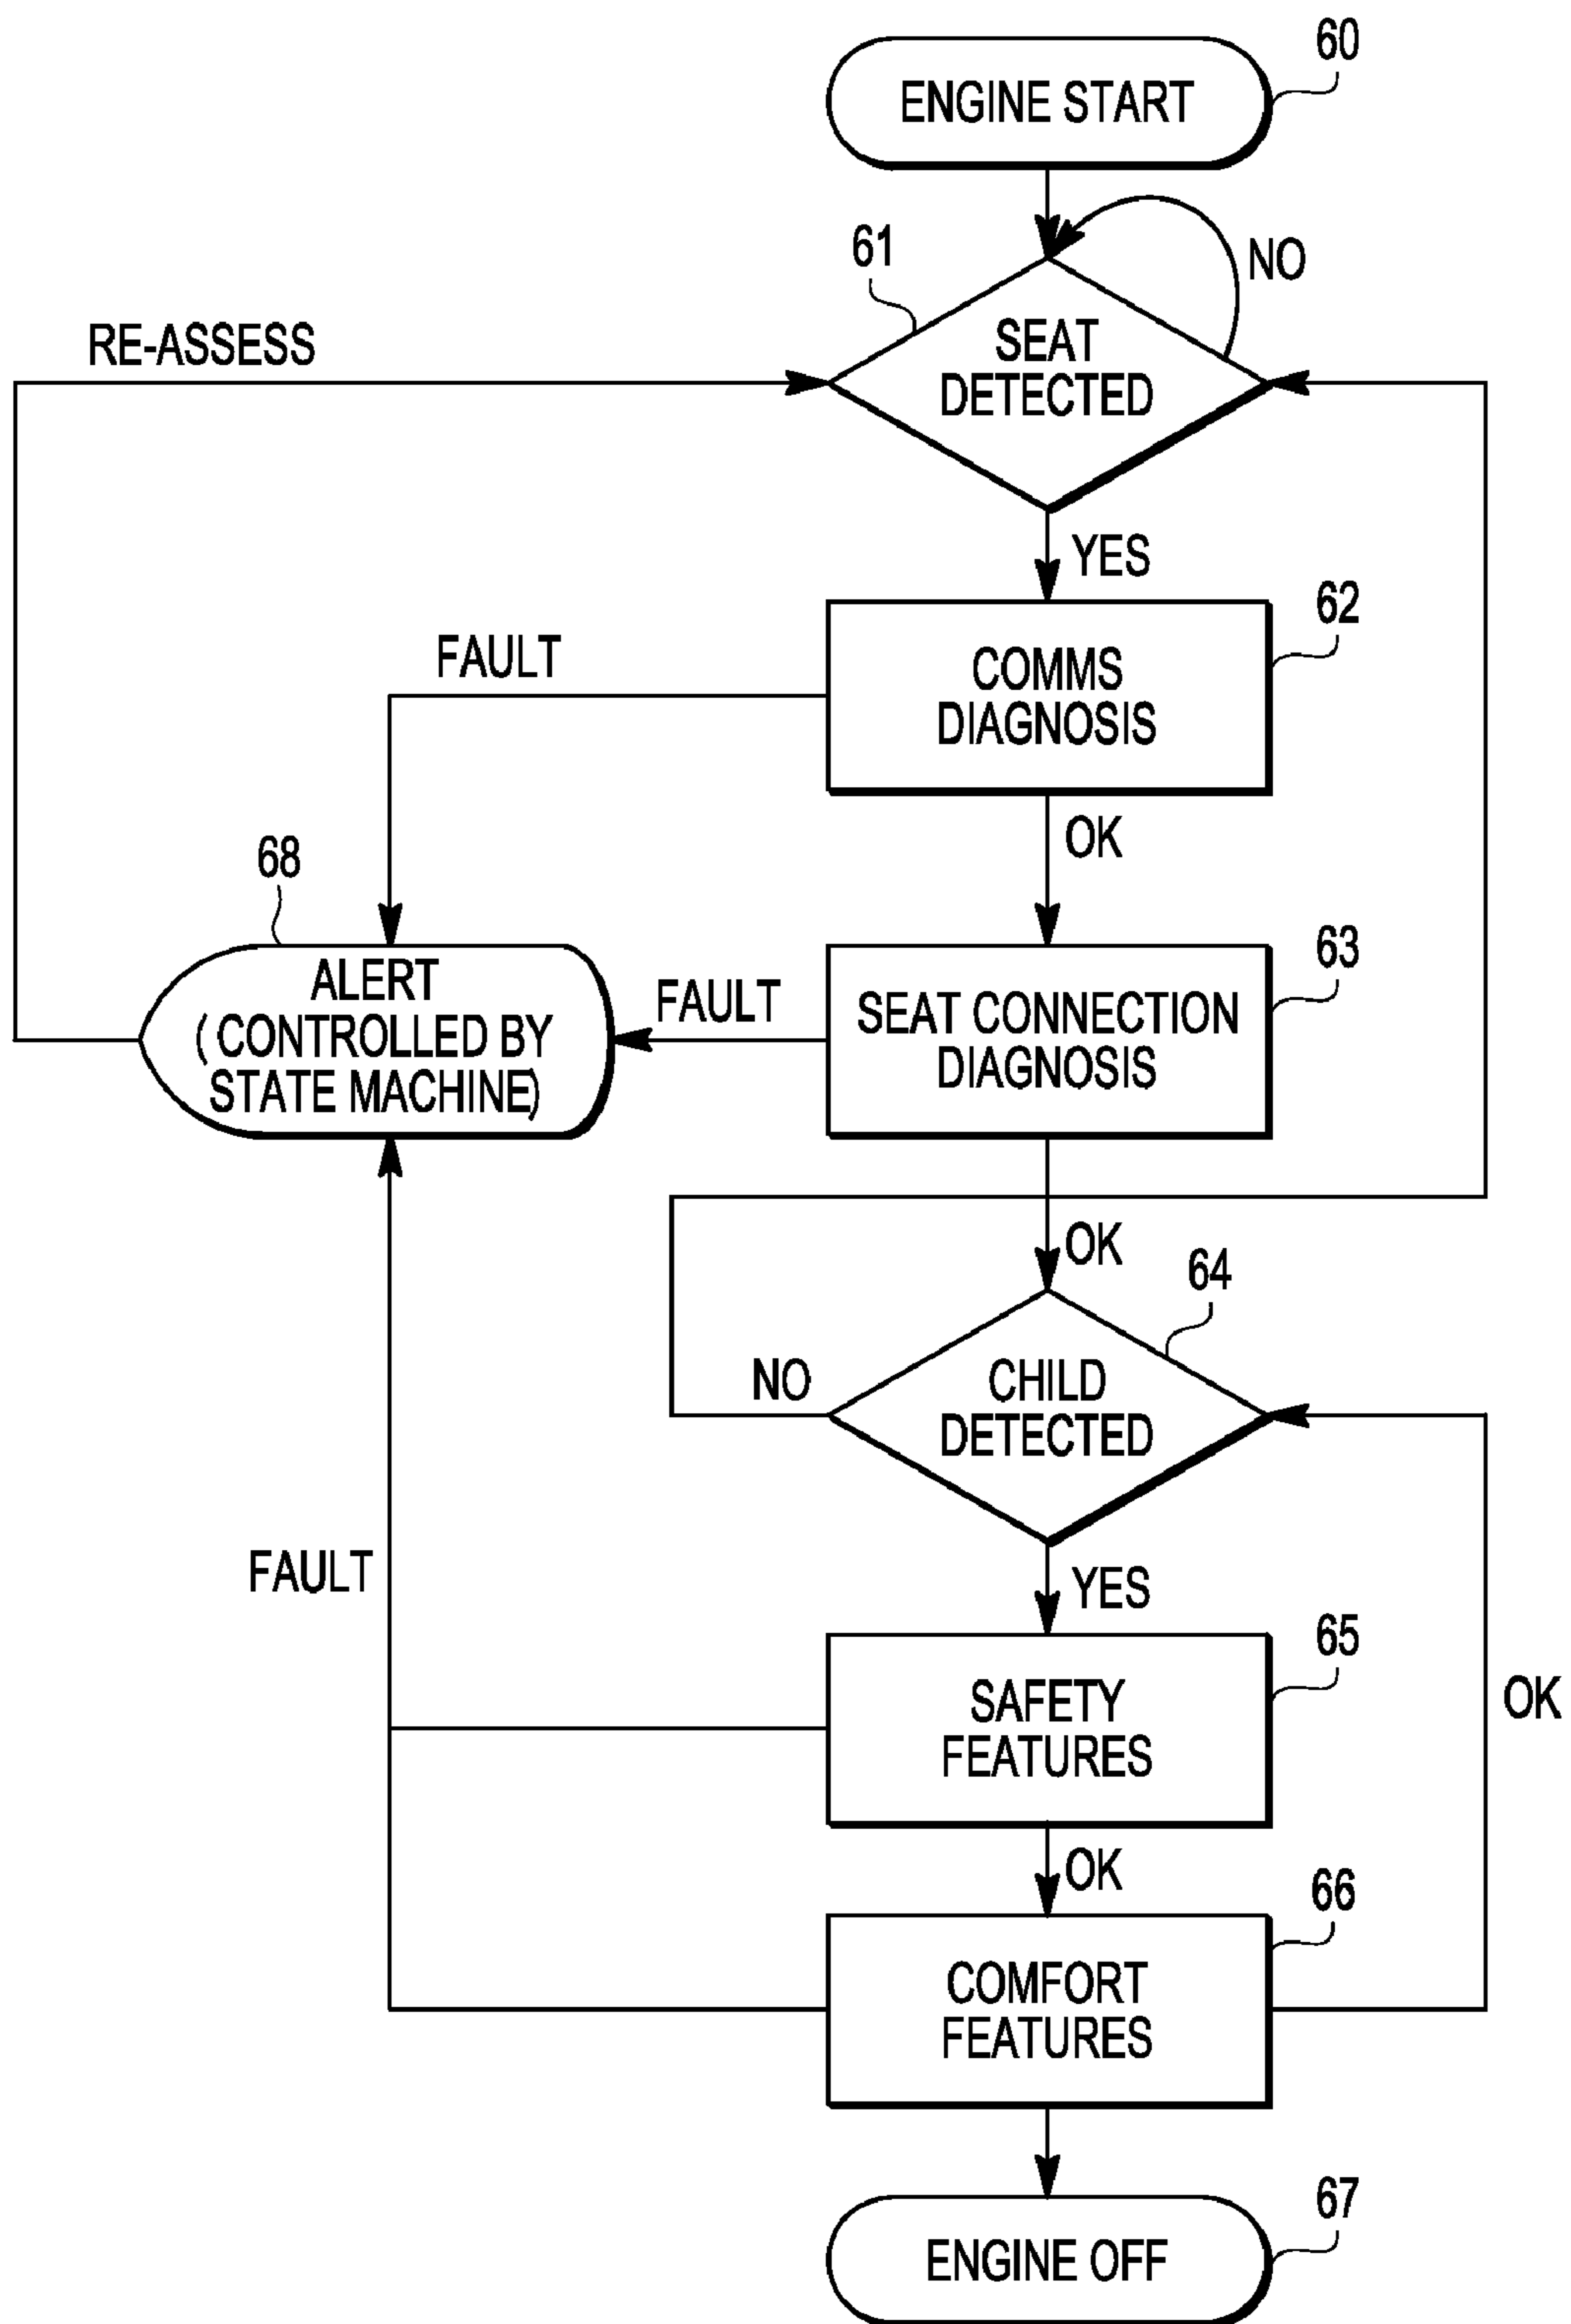 60
ENGINE START
61
NO
RE-ASSESS
SEAT
DETECTED
YES
62
FAULT
COMMS
DIAGNOSIS
OK
68
63
ALERT
(CONTROLLED BY
STATE MACHINE)
FAULT
SEAT CONNECTION
DIAGNOSIS
OK
64
NO
CHILD
DETECTED
FAULT
YES
65
SAFETY
FEATURES
OK
OK
66
COMFORT
FEATURES
67
ENGINE OFF